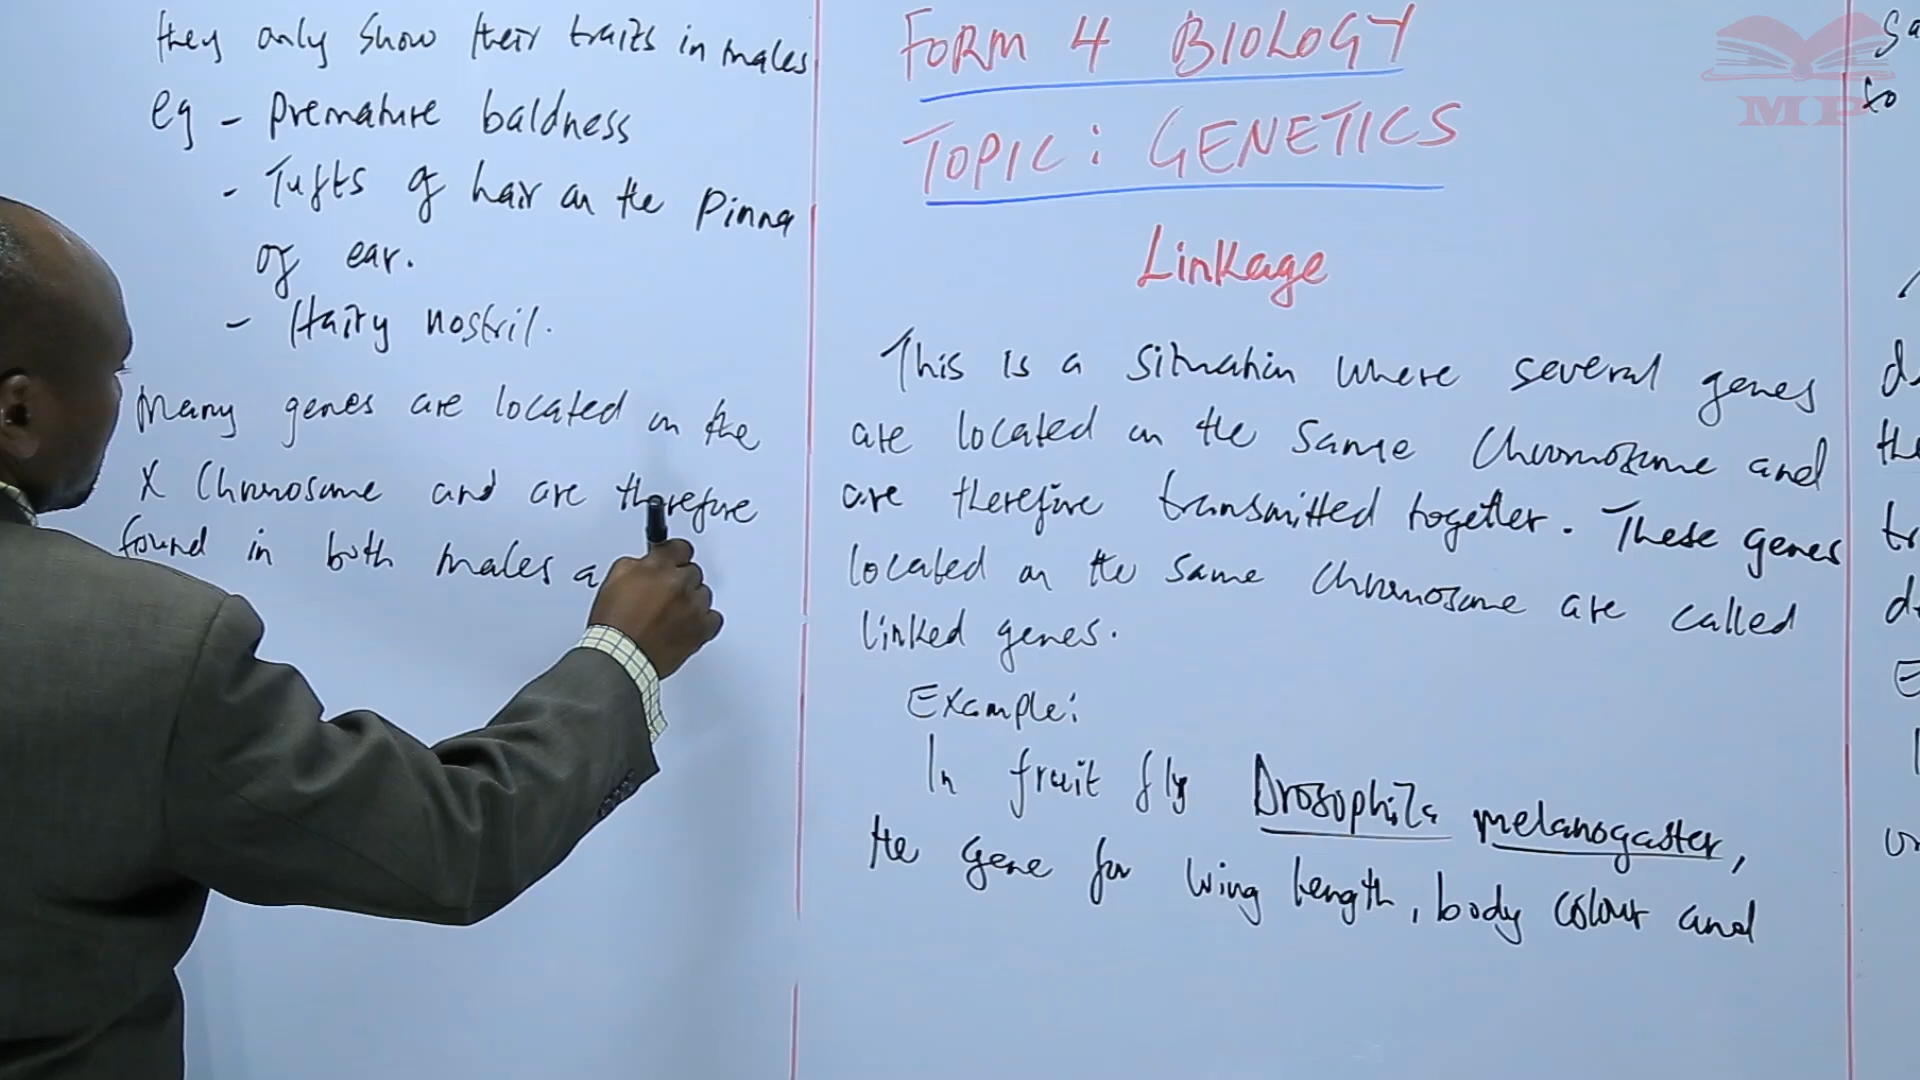 they only show their traits in males
eg - Premature baldness
- Tufts of hair on the Pinna
of ear.
- Hairy nostril.
Many genes are located on the
X Chromosome and are therefore
found in both males a
FORM 4 BIOLOGY
TOPIC: GENETICS
Linkage
This is a situation where several genes
are located on the same Chromosome and
are therefore transmitted together. These genes
located on the same Chromosome are called
linked genes.
Example:
In fruit fly Drosophila melanogaster,
the gene for wing length, body colour and
MP